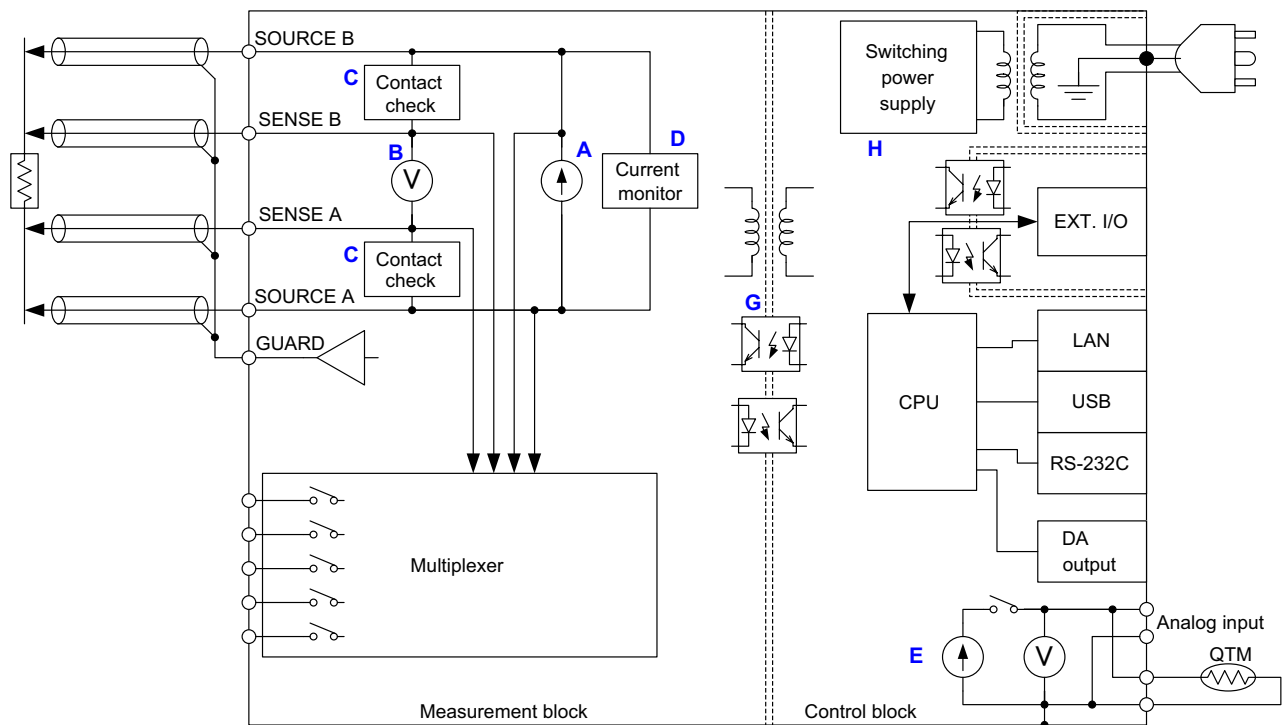 SOURCE B
C
Contact
check
SENSE B
B
V
A
D
Current
monitor
SENSE A
C
Contact
check
SOURCE A
GUARD
Multiplexer
Measurement block
G
Switching
power
supply
H
EXT. I/O
CPU
LAN
USB
RS-232C
DA
output
E
V
Analog input
QTM
Control block